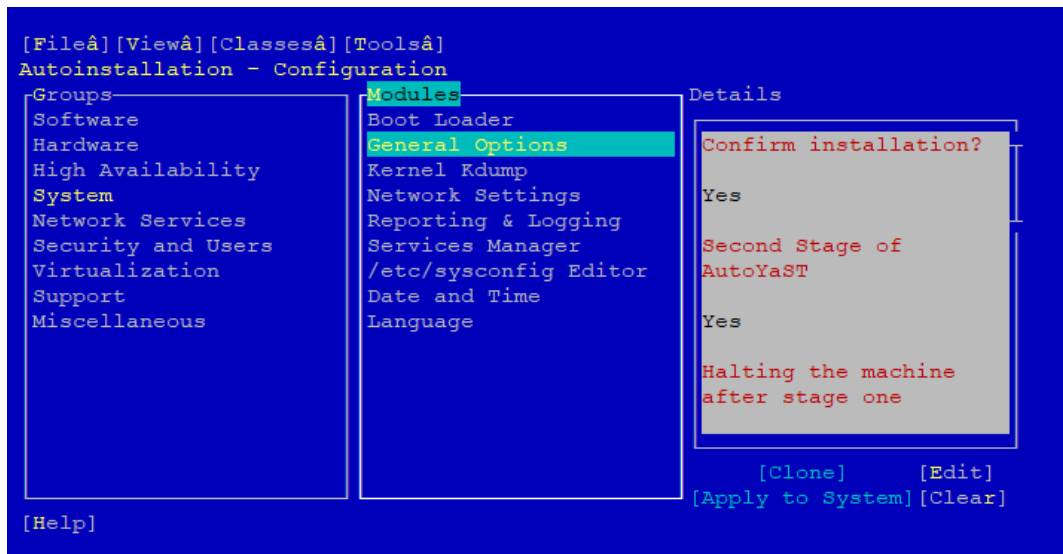 [Fileâ][Viewâ][Classesâ][Toolsâ]
Autoinstallation - Configuration
Groups
Software
Hardware
High Availability
System
Network Services
Security and Users
Virtualization
Support
Miscellaneous
Modules
Boot Loader
General Options
Kernel Kdump
Network Settings
Reporting & Logging
Services Manager
/etc/sysconfig Editor
Date and Time
Language
Details
Confirm installation?
Yes
Second Stage of
AutoYaST
Yes
Halting the machine
after stage one
[Clone] [Edit]
[Apply to System][Clear]
[Help]